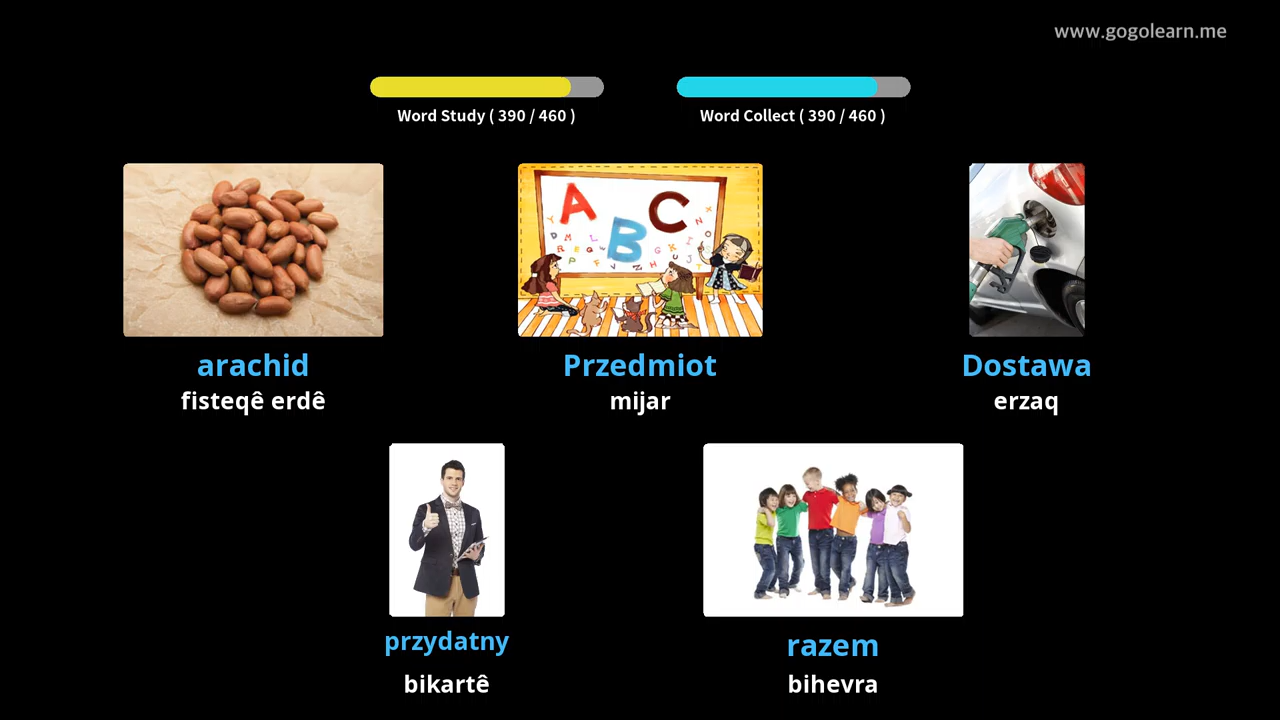 www.gogolearn.me
Word Study ( 390 / 460 )
Word Collect ( 390 / 460 )
A B C
arachid
fisteqê erdê
Przedmiot
mijar
Dostawa
erzaq
przydatny
bikartê
razem
bihevra